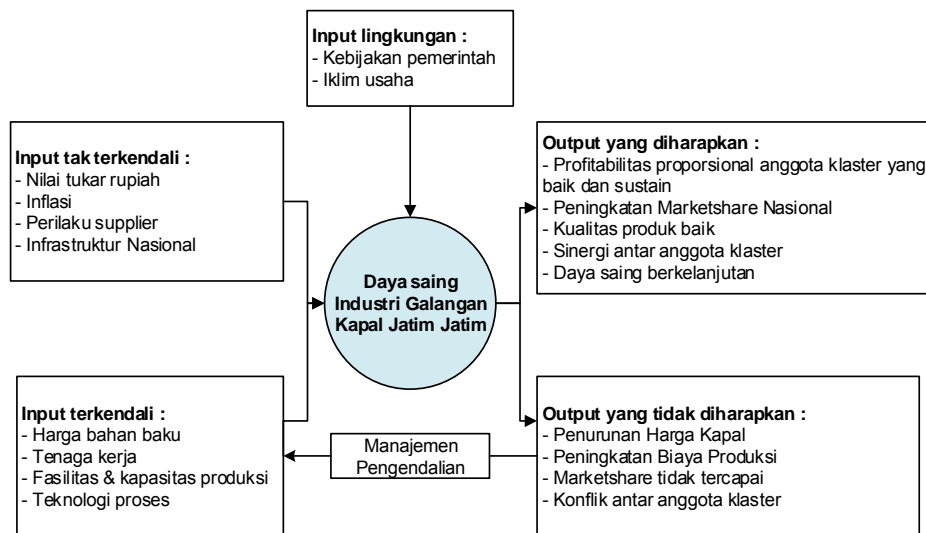 Input lingkungan :
- Kebijakan pemerintah
- Iklim usaha
Input tak terkendali :
- Nilai tukar rupiah
- Inflasi
- Perilaku supplier
- Infrastruktur Nasional
Output yang diharapkan :
- Profitabilitas proporsional anggota klaster yang
baik dan sustain
- Peningkatan Marketshare Nasional
- Kualitas produk baik
- Sinergi antar anggota klaster
- Daya saing berkelanjutan
Daya saing
Industri Galangan
Kapal Jatim Jatim
Input terkendali :
- Harga bahan baku
- Tenaga kerja
- Fasilitas & kapasitas produksi
- Teknologi proses
Manajemen
Pengendalian
Output yang tidak diharapkan :
- Penurunan Harga Kapal
- Peningkatan Biaya Produksi
- Marketshare tidak tercapai
- Konflik antar anggota klaster